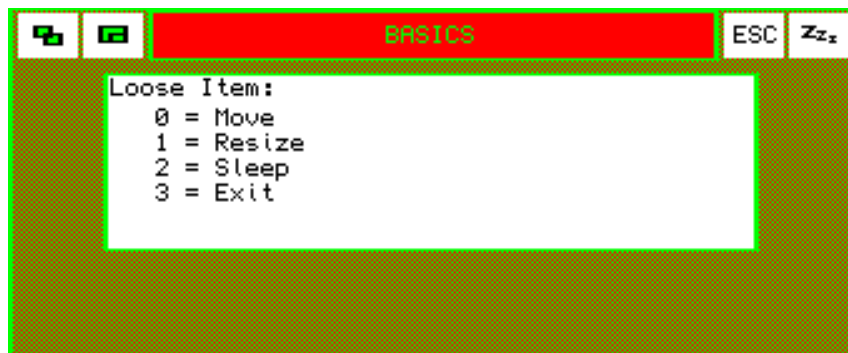 BASICS ESC Zzz
Loose Item:
0 = Move
1 = Resize
2 = Sleep
3 = Exit